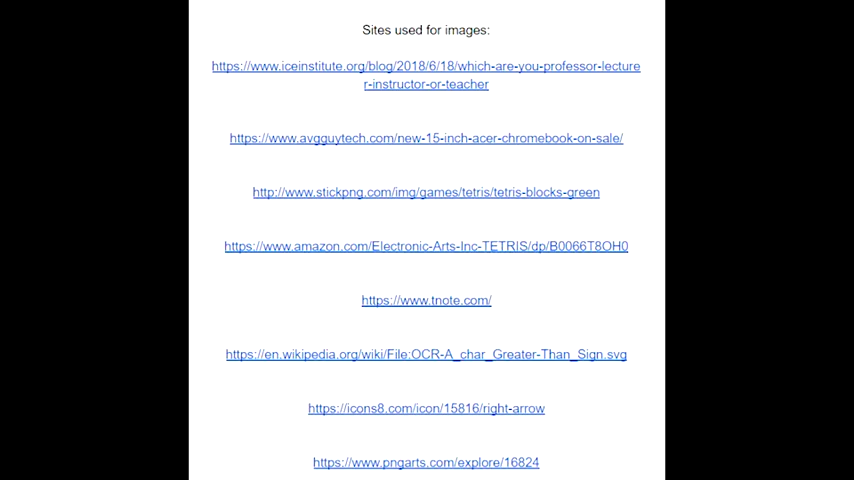 Sites used for images:
https://www.iceinstitute.org/blog/2018/6/18/which-are-you-professor-lecture
r-instructor-or-teacher
https://www.avgguytech.com/new-15-inch-acer-chromebook-on-sale/
http://www.stickpng.com/img/games/tetris/tetris-blocks-green
https://www.amazon.com/Electronic-Arts-Inc-TETRIS/dp/B0066T8OH0
https://www.tnote.com/
https://en.wikipedia.org/wiki/File:OCR-A_char_Greater-Than_Sign.svg
https://icons8.com/icon/15816/right-arrow
https://www.pngarts.com/explore/16824